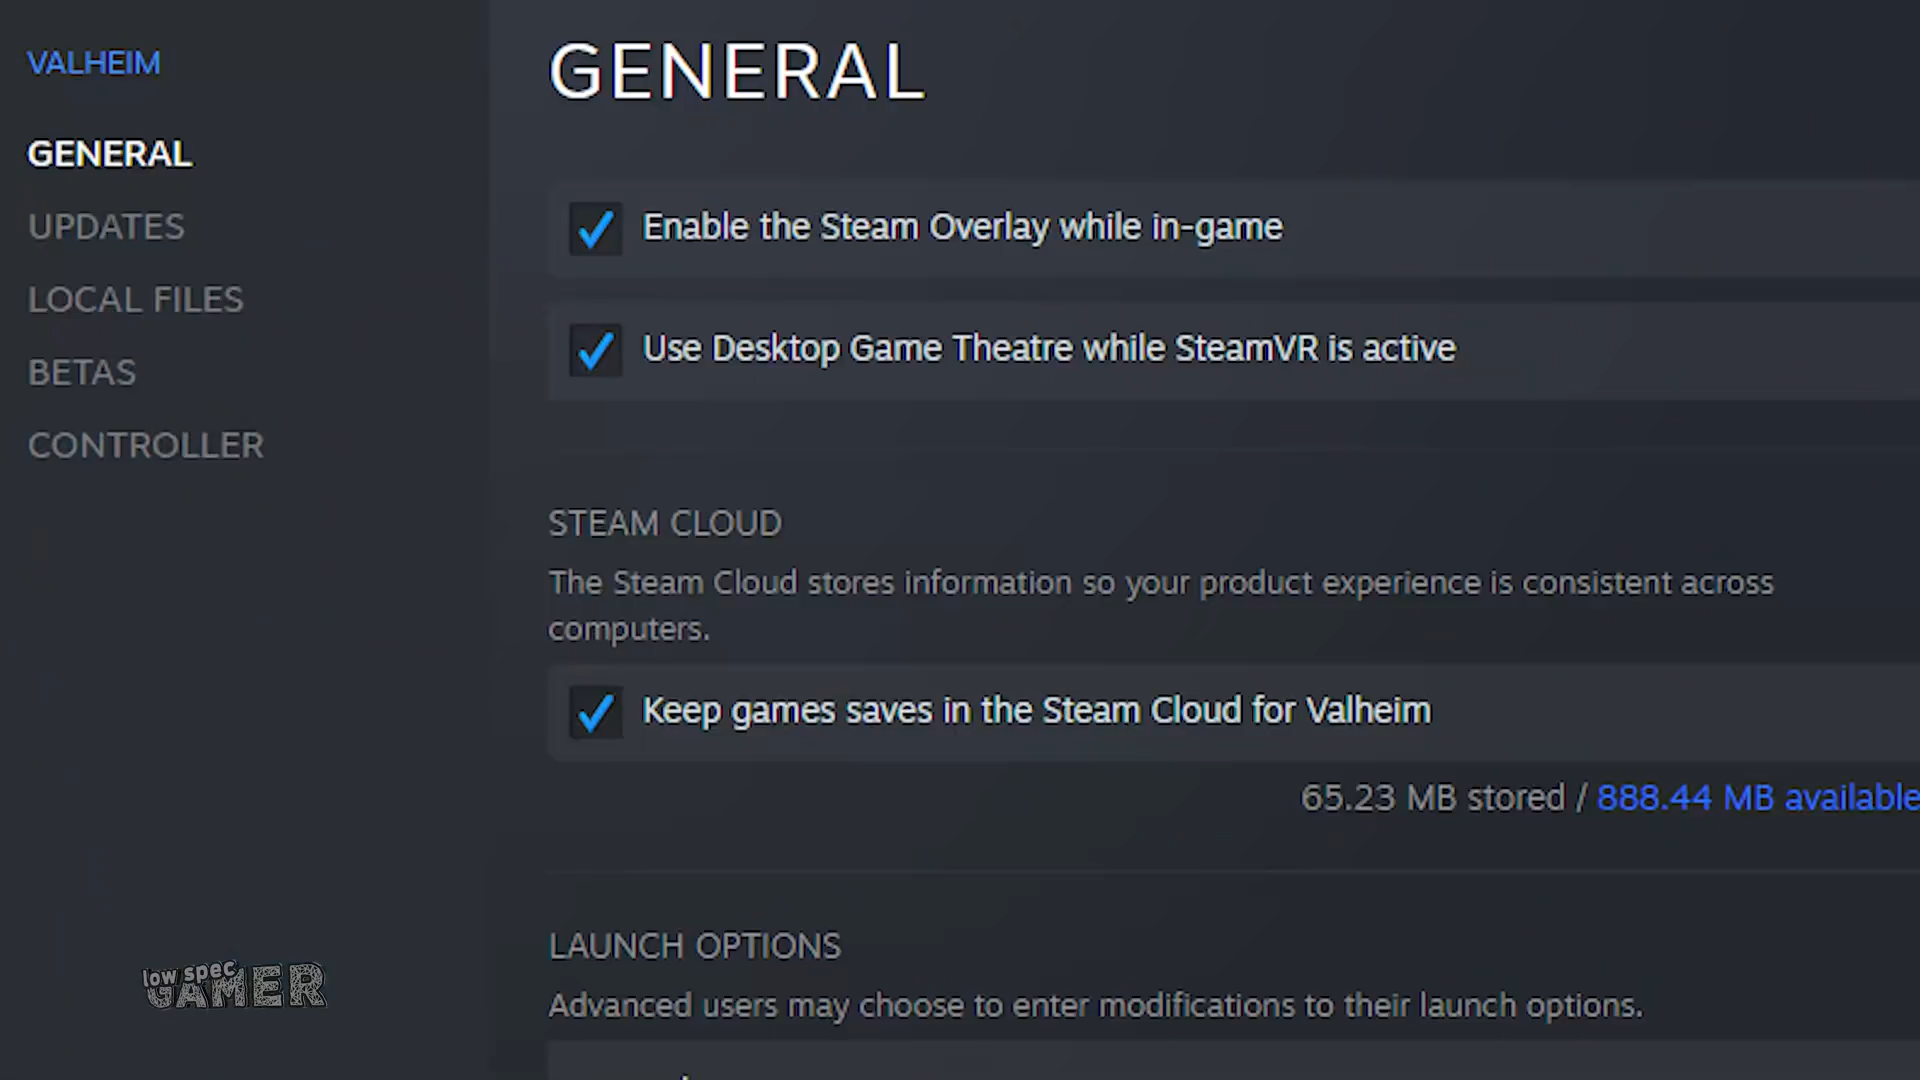 VALHEIM
GENERAL
UPDATES
LOCAL FILES
BETAS
CONTROLLER
GENERAL
Enable the Steam Overlay while in-game
Use Desktop Game Theatre while SteamVR is active
STEAM CLOUD
The Steam Cloud stores information so your product experience is consistent across
computers.
Keep games saves in the Steam Cloud for Valheim
65.23 MB stored / 888.44 MB available
LAUNCH OPTIONS
Advanced users may choose to enter modifications to their launch options.
low spec
GAMER